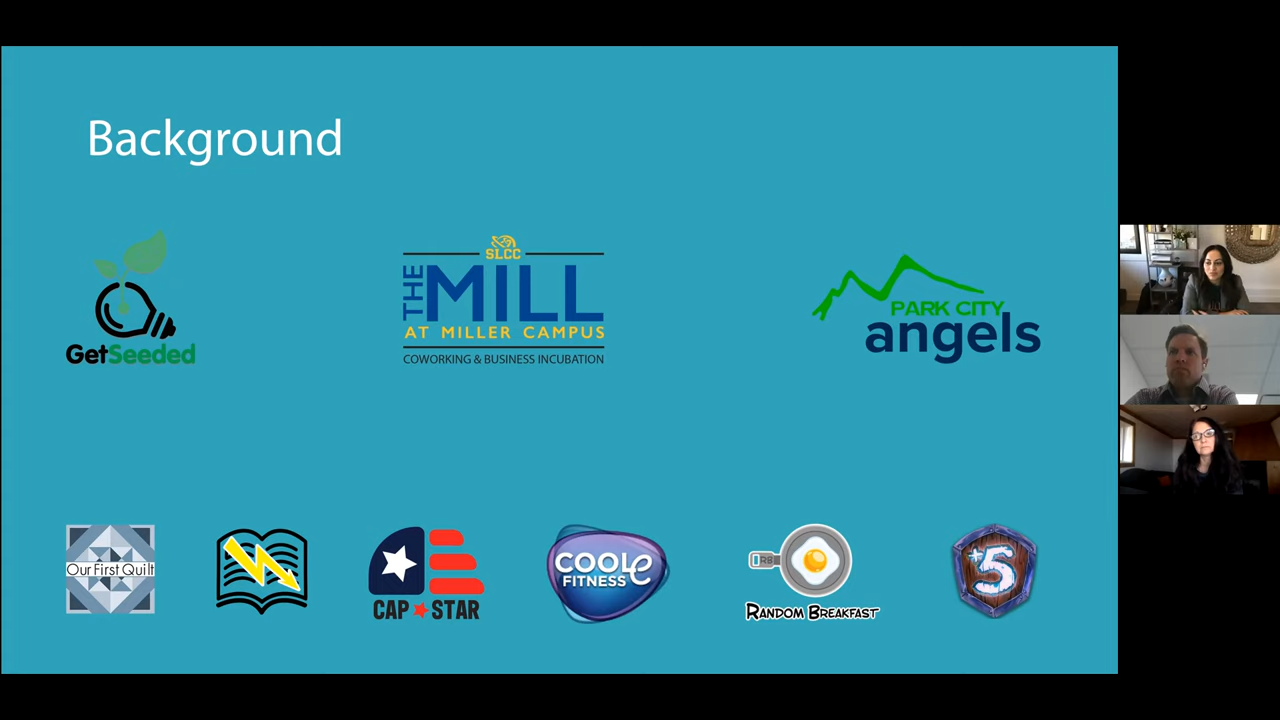 Background
GetSeeded
SLCC
THE MILL
AT MILLER CAMPUS
COWORKING & BUSINESS INCUBATION
PARK CITY
angels
Our First Quilt
CAP STAR
COOLe
FITNESS
RB
RANDOM BREAKFAST
+5